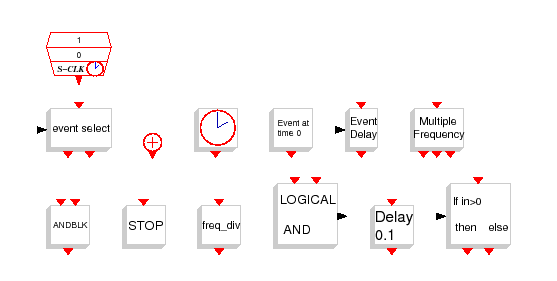 1
0
S-CLK
event select
+
Event at
time 0
Event
Delay
Multiple
Frequency
ANDBLK
STOP
freq_div
LOGICAL
AND
Delay
0.1
If in>0
then else